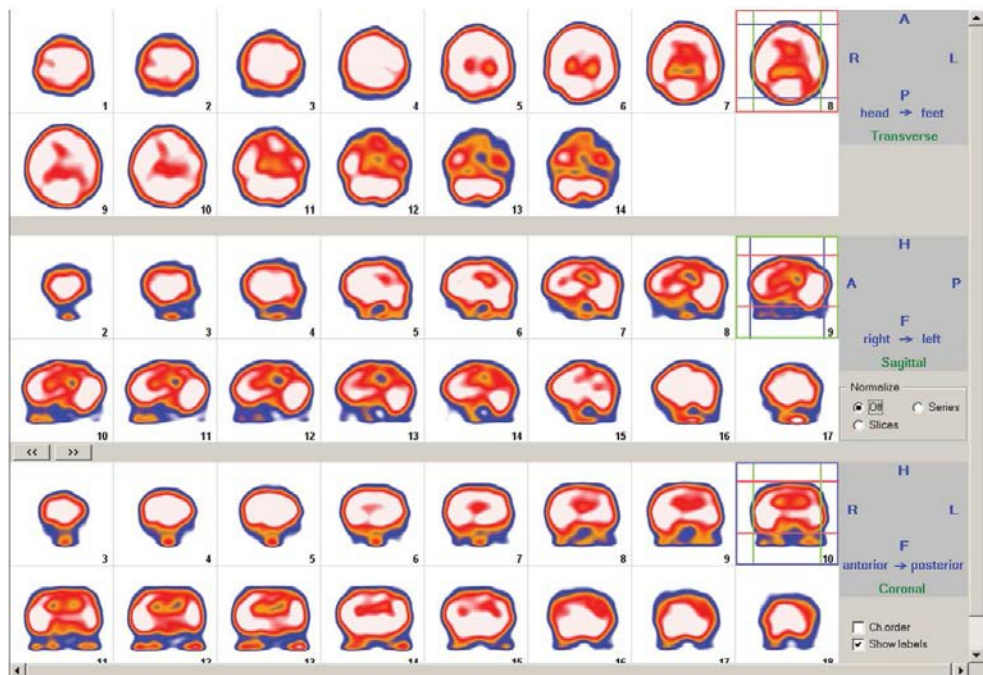 1 2 3 4 5 6 7 8
A
R L
P
head → feet
Transverse
9 10 11 12 13 14
2 3 4 5 6 7 8 9
H
A P
F
right → left
Sagittal
10 11 12 13 14 15 16 17
Normalize
Off Series
Slices
<< >>
3 4 5 6 7 8 9 10
H
R L
F
anterior → posterior
Coronal
11 12 13 14 15 16 17 18
Ch.order
Show labels